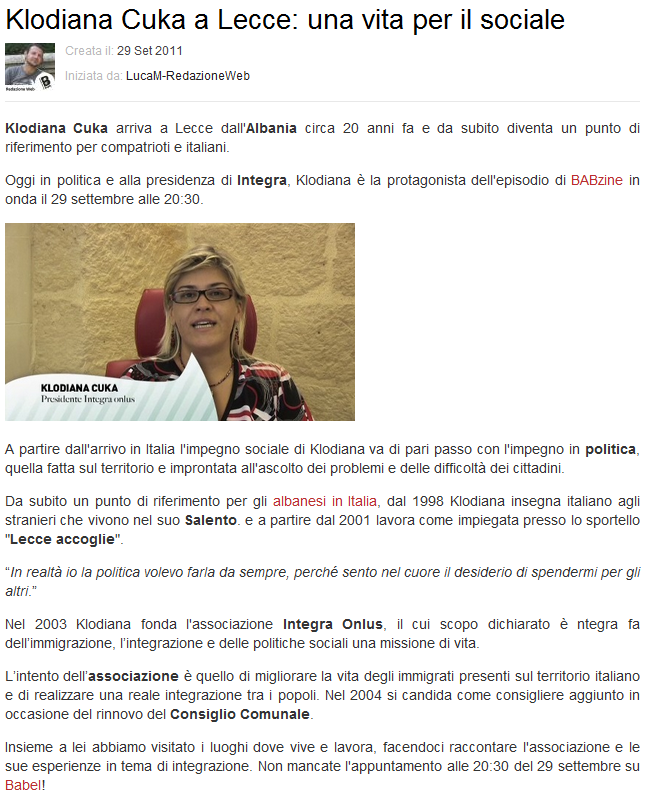 Klodiana Cuka a Lecce: una vita per il sociale
Creata il: 29 Set 2011
Iniziata da: LucaM-RedazioneWeb
Redazione Web
Klodiana Cuka arriva a Lecce dall'Albania circa 20 anni fa e da subito diventa un punto di
riferimento per compatrioti e italiani.
Oggi in politica e alla presidenza di Integra, Klodiana è la protagonista dell'episodio di BABzine in
onda il 29 settembre alle 20:30.
KLODIANA CUKA
Presidente Integra onlus
A partire dall'arrivo in Italia l'impegno sociale di Klodiana va di pari passo con l'impegno in politica,
quella fatta sul territorio e improntata all'ascolto dei problemi e delle difficoltà dei cittadini.
Da subito un punto di riferimento per gli albanesi in Italia, dal 1998 Klodiana insegna italiano agli
stranieri che vivono nel suo Salento. e a partire dal 2001 lavora come impiegata presso lo sportello
"Lecce accoglie".
“In realtà io la politica volevo farla da sempre, perché sento nel cuore il desiderio di spendermi per gli
altri.”
Nel 2003 Klodiana fonda l'associazione Integra Onlus, il cui scopo dichiarato è ntegra fa
dell’immigrazione, l’integrazione e delle politiche sociali una missione di vita.
L’intento dell’associazione è quello di migliorare la vita degli immigrati presenti sul territorio italiano
e di realizzare una reale integrazione tra i popoli. Nel 2004 si candida come consigliere aggiunto in
occasione del rinnovo del Consiglio Comunale.
Insieme a lei abbiamo visitato i luoghi dove vive e lavora, facendoci raccontare l'associazione e le
sue esperienze in tema di integrazione. Non mancate l'appuntamento alle 20:30 del 29 settembre su
Babel!